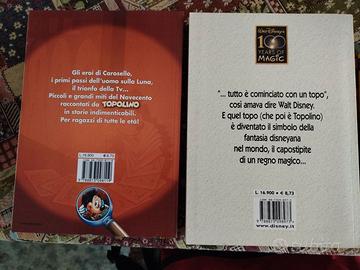 Gli eroi di Carosello,
i primi passi dell'uomo sulla Luna,
il trionfo della Tv...
Piccoli e grandi miti del Novecento
raccontati da TOPOLINO
in storie indimenticabili.
Per ragazzi di tutte le età!
L. 16.900 € 8,73
Walt Disney's
100
YEARS OF
MAGIC
"... tutto è cominciato con un topo",
così amava dire Walt Disney.
E quel topo (che poi è Topolino)
è diventato il simbolo della
fantasia disneyana
nel mondo, il capostipite
di un regno magico...
L. 16.900 • € 8,73
www.disney.it
subito